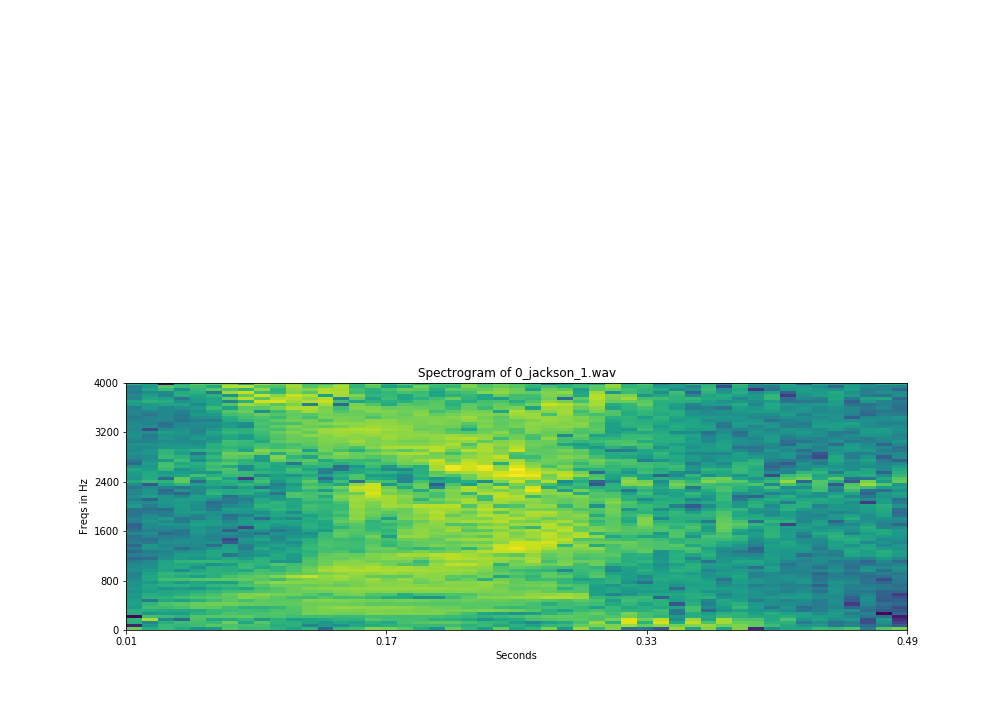 Spectrogram of 0_jackson_1.wav
4000
3200
2400
1600
800
0
Freqs in Hz
0.01 0.17 0.33 0.49
Seconds